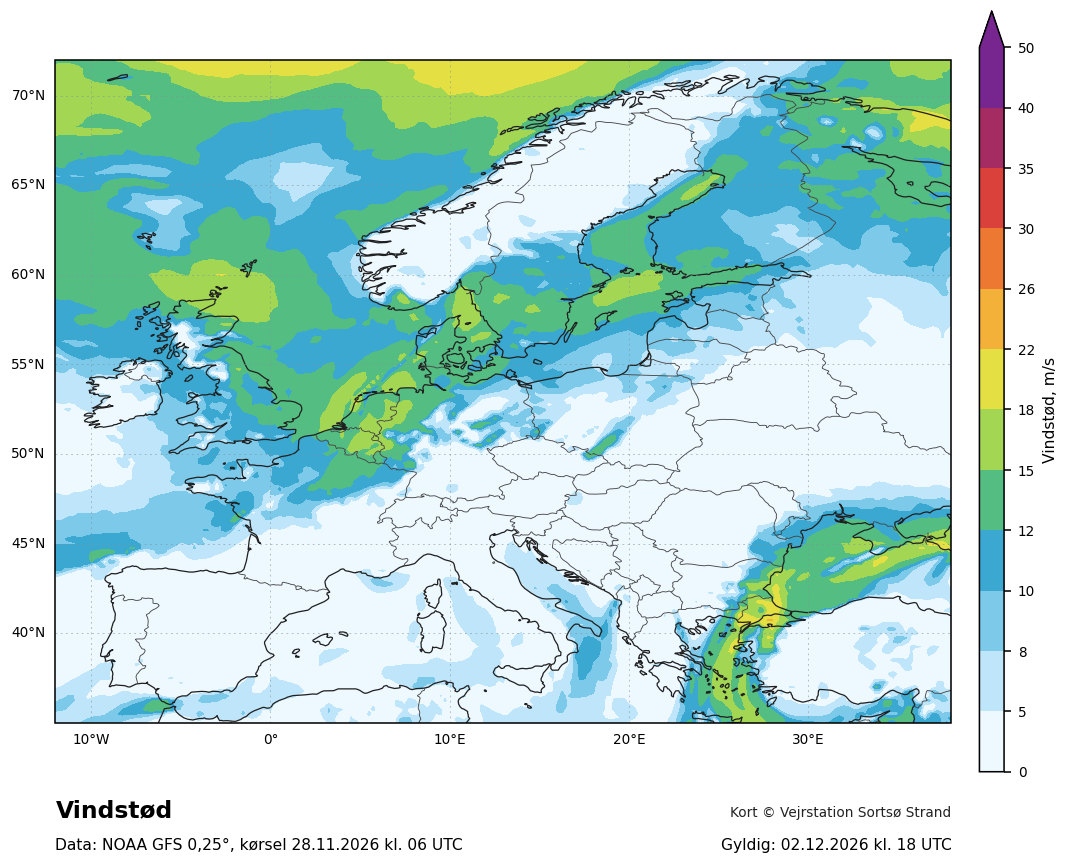 50
40
35
30
26
22
18
15
12
10
8
5
0
Vindstød, m/s
70°N
65°N
60°N
55°N
50°N
45°N
40°N
10°W
0°
10°E
20°E
30°E
Vindstød
Kort © Vejrstation Sortsø Strand
Data: NOAA GFS 0,25°, kørsel 28.11.2026 kl. 06 UTC
Gyldig: 02.12.2026 kl. 18 UTC